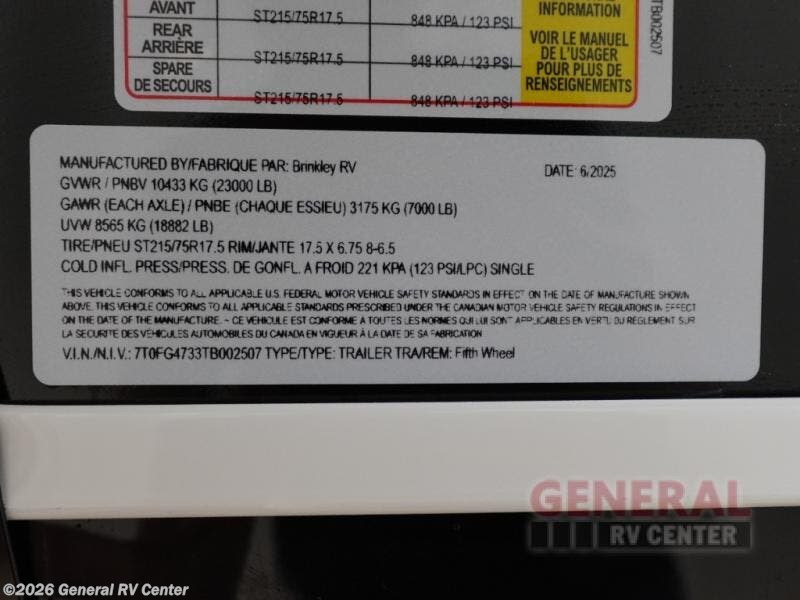 AVANT ST215/75R17.5 848 KPA / 123 PSI
REAR
ARRIÈRE ST215/75R17.5 848 KPA / 123 PSI
SPARE
DE SECOURS ST215/75R17.5 848 KPA / 123 PSI
INFORMATION
VOIR LE MANUEL
DE L'USAGER
POUR PLUS DE
RENSEIGNEMENTS
TB002507
MANUFACTURED BY/FABRIQUE PAR: Brinkley RV DATE: 6/2025
GVWR / PNBV 10433 KG (23000 LB)
GAWR (EACH AXLE) / PNBE (CHAQUE ESSIEU) 3175 KG (7000 LB)
UVW 8565 KG (18882 LB)
TIRE/PNEU ST215/75R17.5 RIM/JANTE 17.5 X 6.75 8-6.5
COLD INFL. PRESS/PRESS. DE GONFL. A FROID 221 KPA (123 PSI/LPC) SINGLE
THIS VEHICLE CONFORMS TO ALL APPLICABLE U.S. FEDERAL MOTOR VEHICLE SAFETY STANDARDS IN EFFECT ON THE DATE OF MANUFACTURE SHOWN
ABOVE. THIS VEHICLE CONFORMS TO ALL APPLICABLE STANDARDS PRESCRIBED UNDER THE CANADIAN MOTOR VEHICLE SAFETY REGULATIONS IN EFFECT
ON THE DATE OF MANUFACTURE. ~ CE VEHICULE EST CONFORME A TOUTES LES NORMES QUI LUI SONT APPLICABLES EN VERTU DU REGLEMENT SUR
LA SECURITE DES VEHICULES AUTOMOBILES DU CANADA EN VIGUEUR À LA DATE DE SA FABRICATION
V.I.N./N.I.V.: 7T0FG4733TB002507 TYPE/TYPE: TRAILER TRA/REM: Fifth Wheel
GENERAL
RV CENTER
©2026 General RV Center